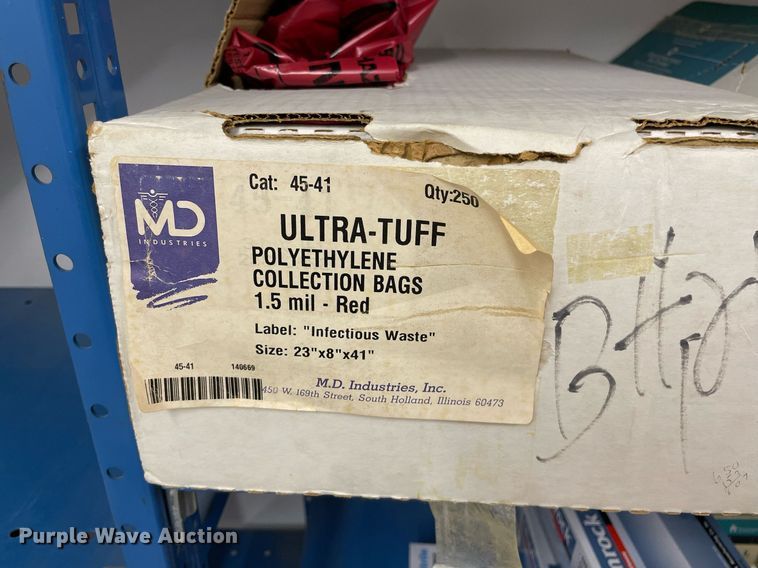 MD
INDUSTRIES
Cat: 45-41
Qty:250
ULTRA-TUFF
POLYETHYLENE
COLLECTION BAGS
1.5 mil - Red
Label: "Infectious Waste"
Size: 23"x8"x41"
45-41 140669
M.D. Industries, Inc.
450 W. 169th Street, South Holland, Illinois 60473
Purple Wave Auction